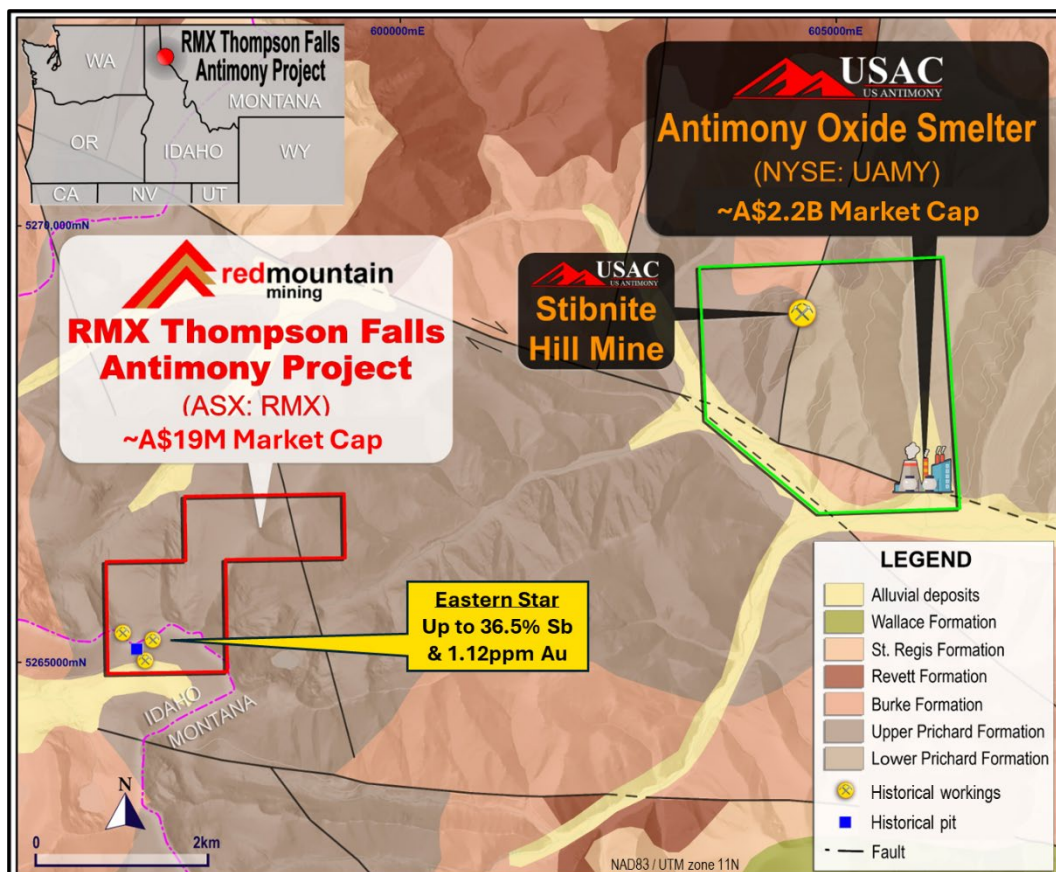 600000mE
605000mE
RMX Thompson Falls
Antimony Project
WA
MONTANA
OR
IDAHO
WY
CA
NV
UT
USAC
US ANTIMONY
Antimony Oxide Smelter
(NYSE: UAMY)
~A$2.2B Market Cap
5270,000mN
redmountain
mining
RMX Thompson Falls
Antimony Project
(ASX: RMX)
~A$19M Market Cap
USAC
US ANTIMONY
Stibnite
Hill Mine
Eastern Star
Up to 36.5% Sb
& 1.12ppm Au
5265000mN
IDAHO
MONTANA
N
0
2km
NAD83 / UTM zone 11N
LEGEND
Alluvial deposits
Wallace Formation
St. Regis Formation
Revett Formation
Burke Formation
Upper Prichard Formation
Lower Prichard Formation
Historical workings
Historical pit
Fault